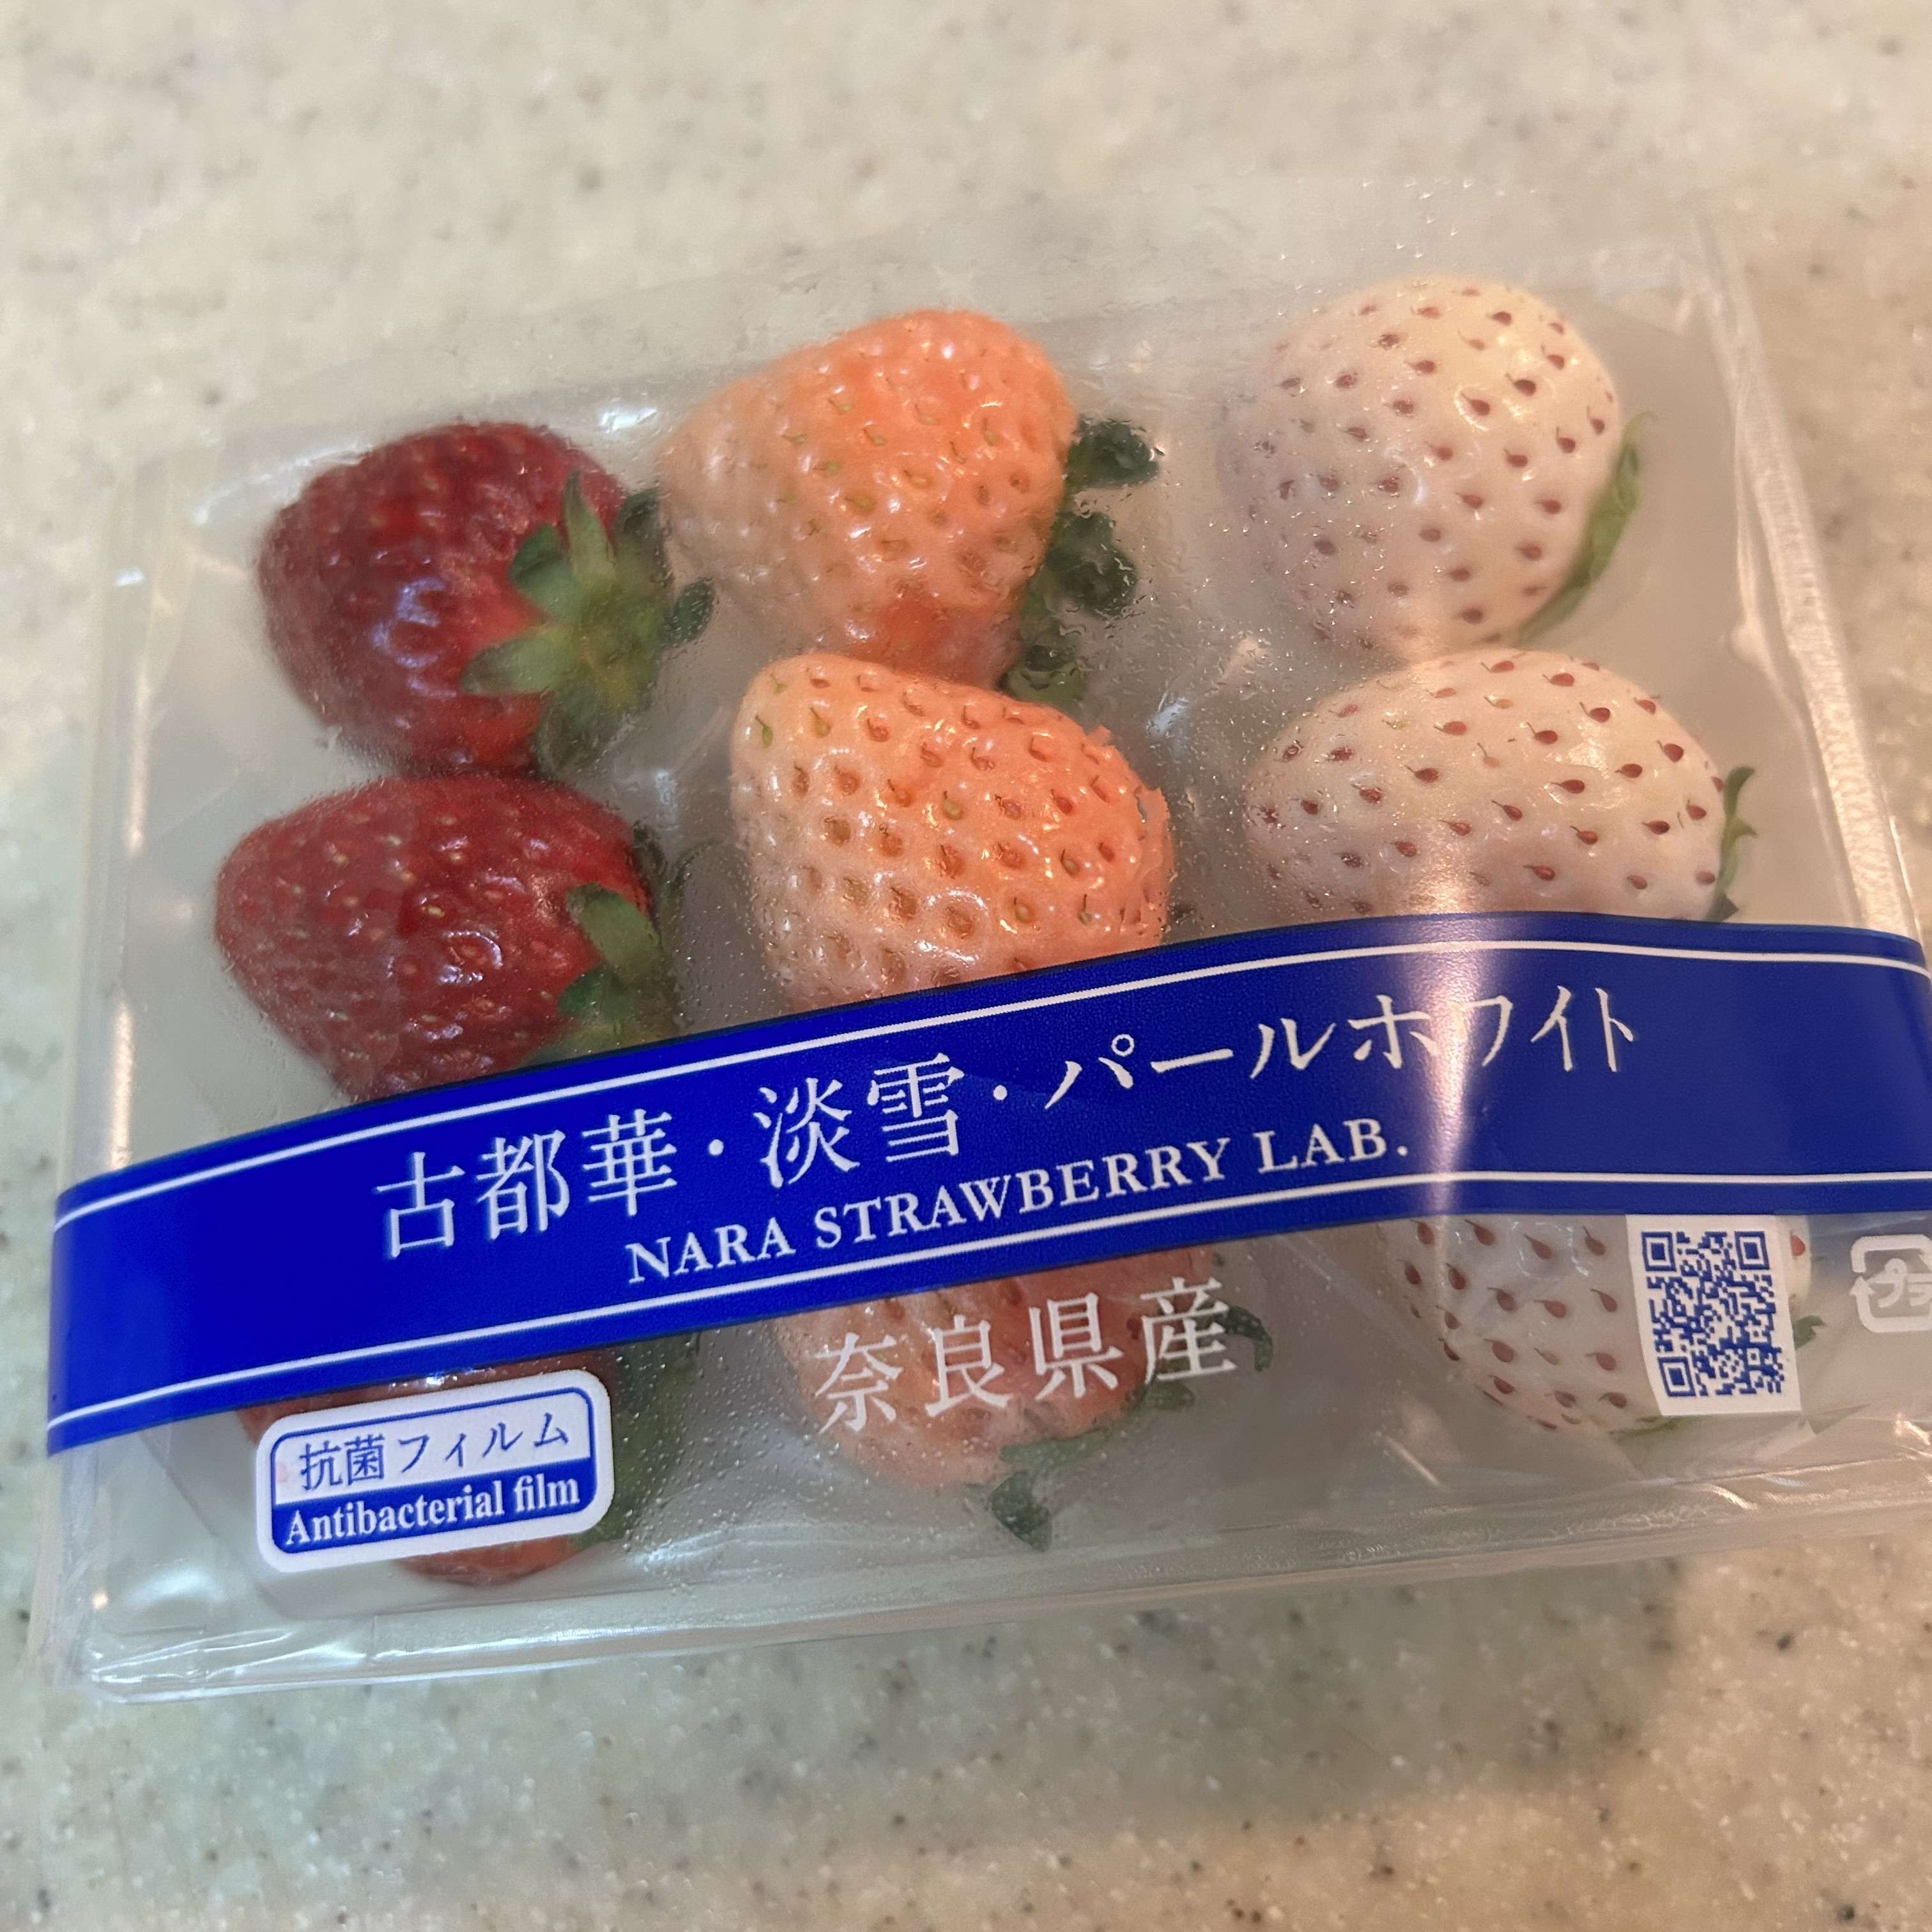 古都華・淡雪・パールホワイト
NARA STRAWBERRY LAB.
奈良県産
抗菌フィルム
Antibacterial film